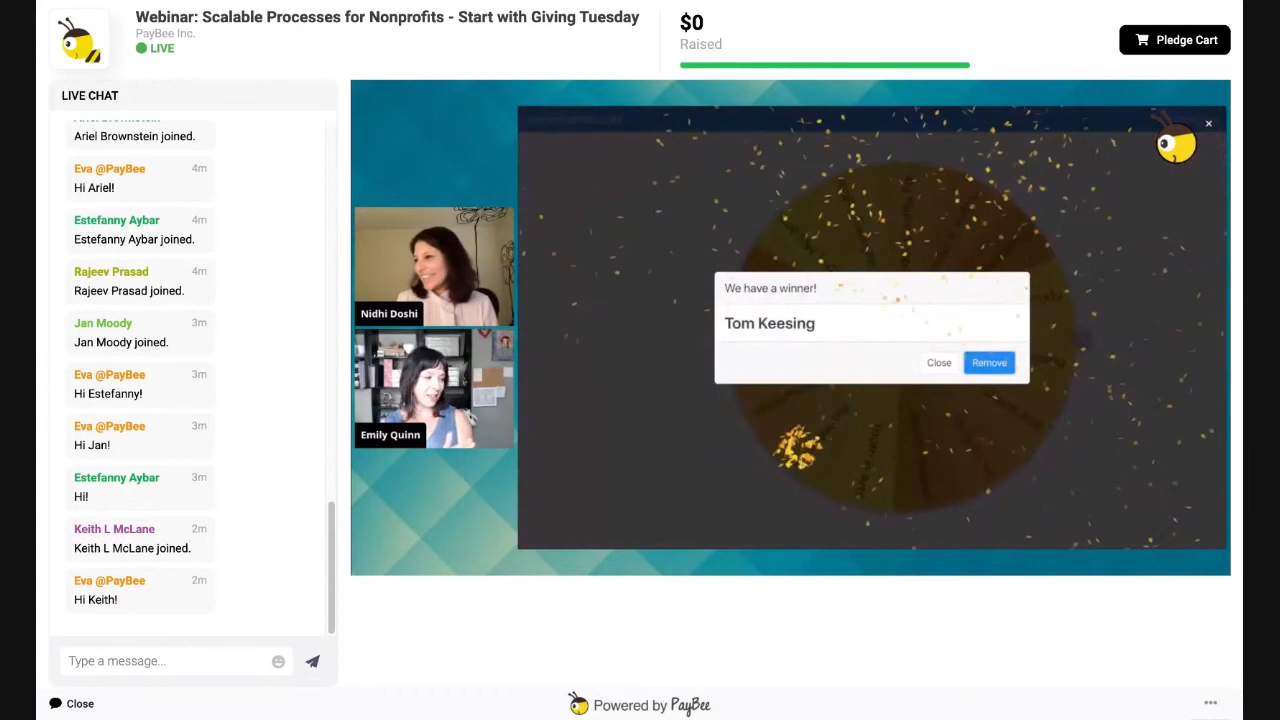 Webinar: Scalable Processes for Nonprofits - Start with Giving Tuesday
PayBee Inc.
LIVE
$0
Raised
Pledge Cart
LIVE CHAT
Ariel Brownstein
Ariel Brownstein joined.
Eva @PayBee 4m
Hi Ariel!
Estefanny Aybar 4m
Estefanny Aybar joined.
Rajeev Prasad 4m
Rajeev Prasad joined.
Jan Moody 3m
Jan Moody joined.
Eva @PayBee 3m
Hi Estefanny!
Eva @PayBee 3m
Hi Jan!
Estefanny Aybar 3m
Hi!
Keith L McLane 2m
Keith L McLane joined.
Eva @PayBee 2m
Hi Keith!
Type a message...
Close
Nidhi Doshi
Emily Quinn
We have a winner!
Tom Keesing
Close
Remove
Powered by PayBee